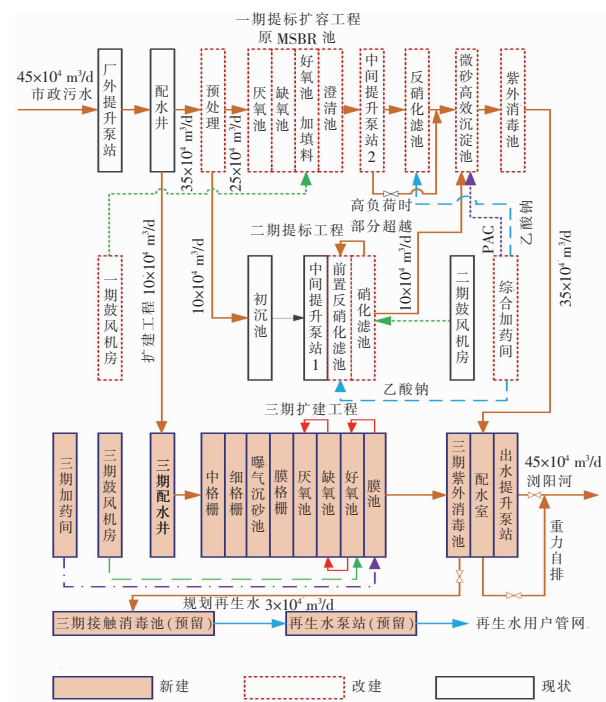 一期提标扩容工程
原 MSBR 池
45×10⁴ m³/d
市政污水
厂外提升泵站
配水井
35×10⁴ m³/d
预处理
25×10⁴ m³/d
厌氧池
缺氧池
好氧池 加填料
澄清池
中间提升泵站2
反硝化滤池
微砂高效沉淀池
紫外消毒池
高负荷时
部分超越
二期提标工程
一期鼓风机房
扩建工程 10×10⁴ m³/d
10×10⁴ m³/d
初沉池
中间提升泵站1
前置反硝化滤池
硝化滤池
10×10⁴ m³/d
二期鼓风机房
PAC
乙酸钠
综合加药间
35×10⁴ m³/d
乙酸钠
三期扩建工程
三期加药间
三期鼓风机房
三期配水井
中格栅
细格栅
曝气沉砂池
膜格栅
厌氧池
缺氧池
好氧池
膜池
三期紫外消毒池
配水室
出水提升泵站
45×10⁴ m³/d
浏阳河
重力自排
规划再生水 3×10⁴ m³/d
三期接触消毒池(预留)
再生水泵站(预留)
再生水用户管网
新建
改建
现状